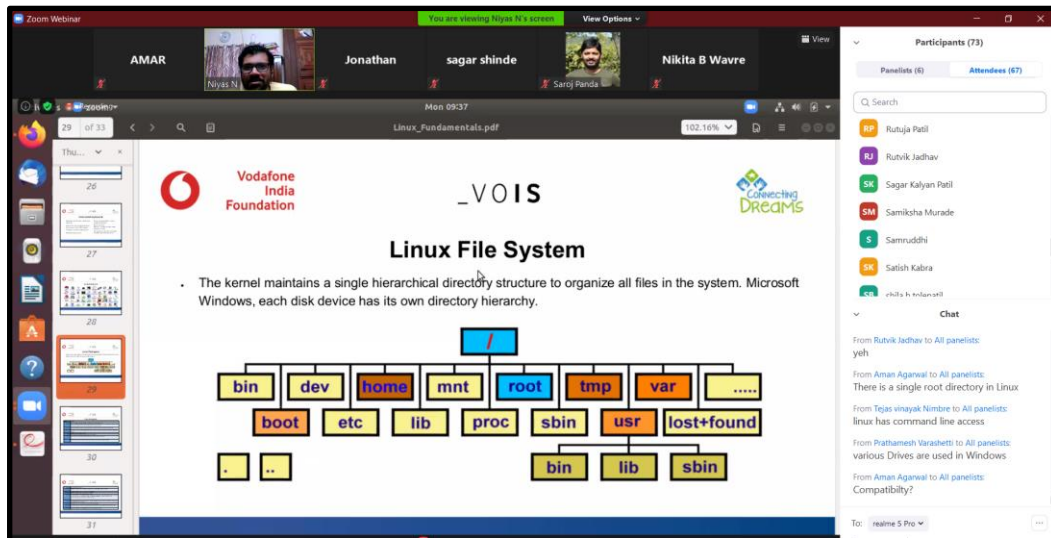 Zoom Webinar
You are viewing Niyas N's screen
View Options
AMAR
Niyas N
Jonathan
sagar shinde
Saroj Panda
Nikita B Wavre
View
Mon 09:37
29 of 33
Linux_Fundamentals.pdf
102.16%
Thu...
26
27
28
29
30
31
Vodafone
India
Foundation
_VOIS
Connecting
Dreams
Linux File System
. The kernel maintains a single hierarchical directory structure to organize all files in the system. Microsoft
Windows, each disk device has its own directory hierarchy.
/
bin dev home mnt root tmp var .....
boot etc lib proc sbin usr lost+found
. .. bin lib sbin
Participants (73)
Panelists (6) Attendees (67)
Search
RP Rutuja Patil
RJ Rutvik Jadhav
SK Sagar Kalyan Patil
SM Samiksha Murade
S Samruddhi
SK Satish Kabra
Chat
From Rutvik Jadhav to All panelists:
yeh
From Aman Agarwal to All panelists:
There is a single root directory in Linux
From Tejas vinayak Nimbre to All panelists:
linux has command line access
From Prathamesh Varashetti to All panelists:
various Drives are used in Windows
From Aman Agarwal to All panelists:
Compatibilty?
To: realme 5 Pro